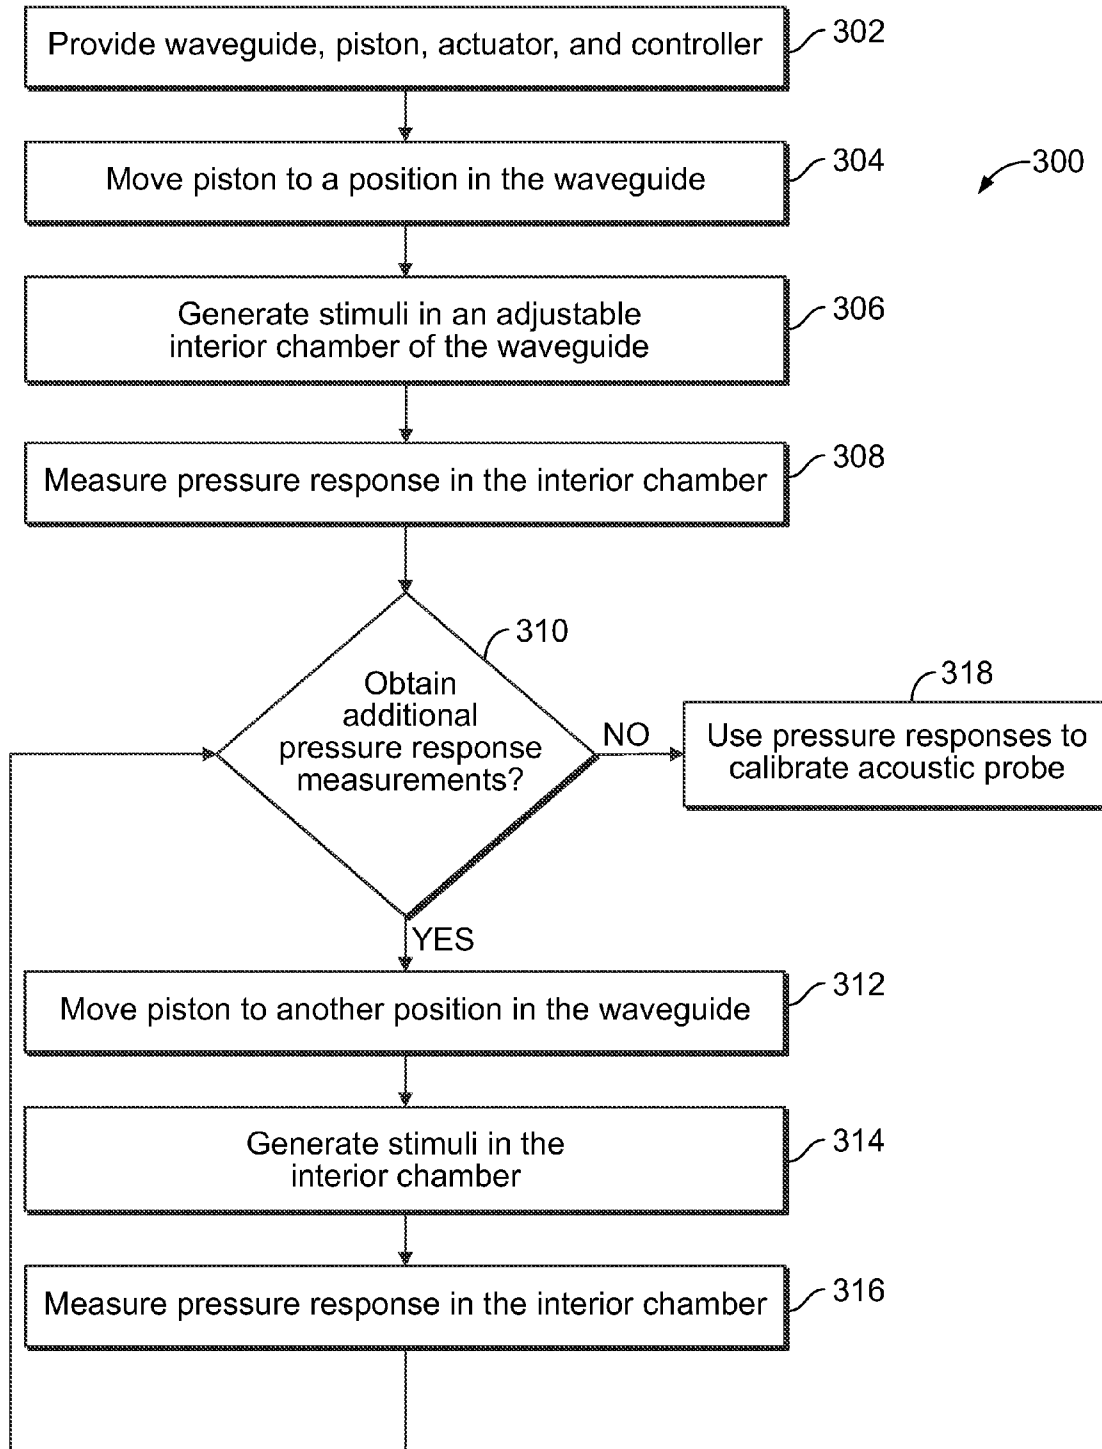 Provide waveguide, piston, actuator, and controller
302
Move piston to a position in the waveguide
304
300
Generate stimuli in an adjustable
interior chamber of the waveguide
306
Measure pressure response in the interior chamber
308
310
Obtain
additional
pressure response
measurements?
NO
318
Use pressure responses to
calibrate acoustic probe
YES
Move piston to another position in the waveguide
312
Generate stimuli in the
interior chamber
314
Measure pressure response in the interior chamber
316